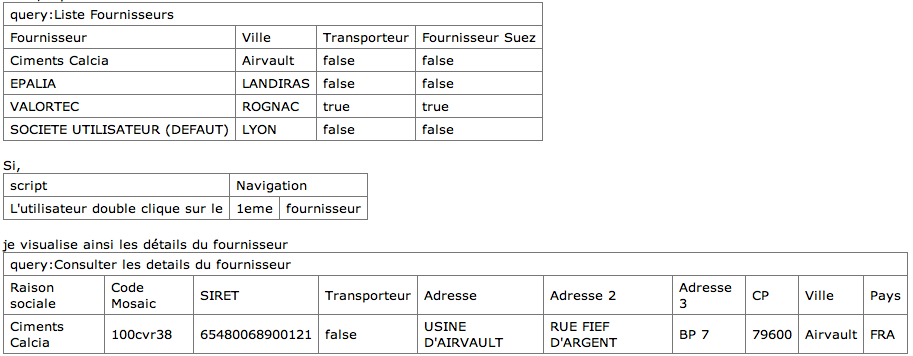 query:Liste Fournisseurs
Fournisseur Ville Transporteur Fournisseur Suez
Ciments Calcia Airvault false false
EPALIA LANDIRAS false false
VALORTEC ROGNAC true true
SOCIETE UTILISATEUR (DEFAUT) LYON false false
Si,
script Navigation
L'utilisateur double clique sur le 1eme fournisseur
je visualise ainsi les détails du fournisseur
query:Consulter les details du fournisseur
Raison sociale Code Mosaic SIRET Transporteur Adresse Adresse 2 Adresse 3 CP Ville Pays
Ciments Calcia 100cvr38 65480068900121 false USINE D'AIRVAULT RUE FIEF D'ARGENT BP 7 79600 Airvault FRA